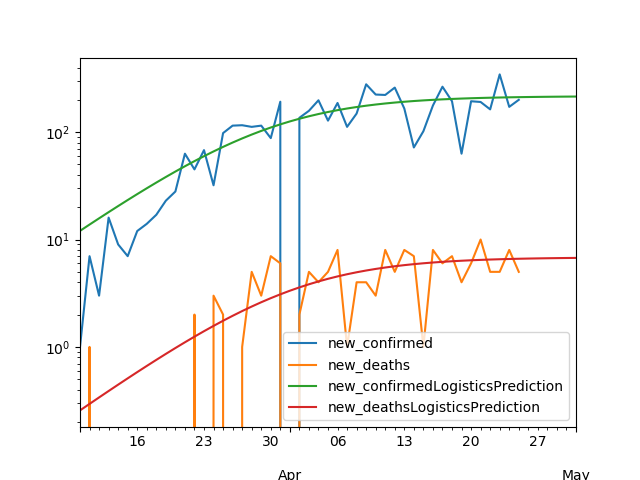 10²
10¹
10⁰
new_confirmed
new_deaths
new_confirmedLogisticsPrediction
new_deathsLogisticsPrediction
16 23 30 06 13 20 27
Apr May